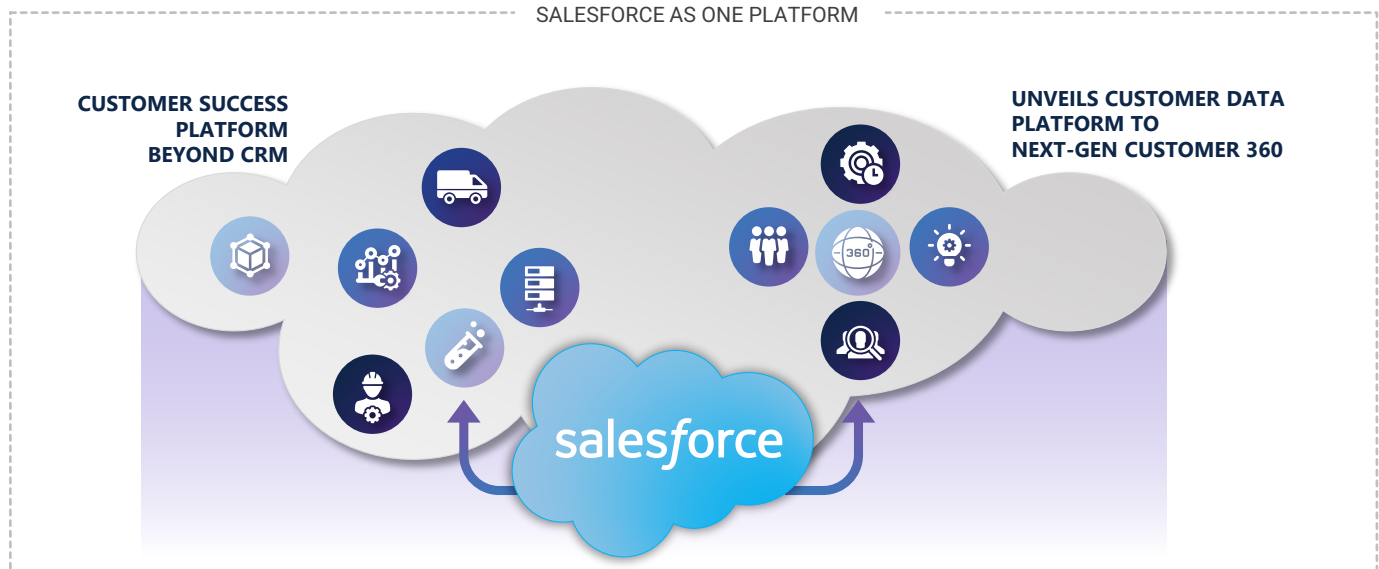 SALESFORCE AS ONE PLATFORM
CUSTOMER SUCCESS
PLATFORM
BEYOND CRM
UNVEILS CUSTOMER DATA
PLATFORM TO
NEXT-GEN CUSTOMER 360
360°
salesforce